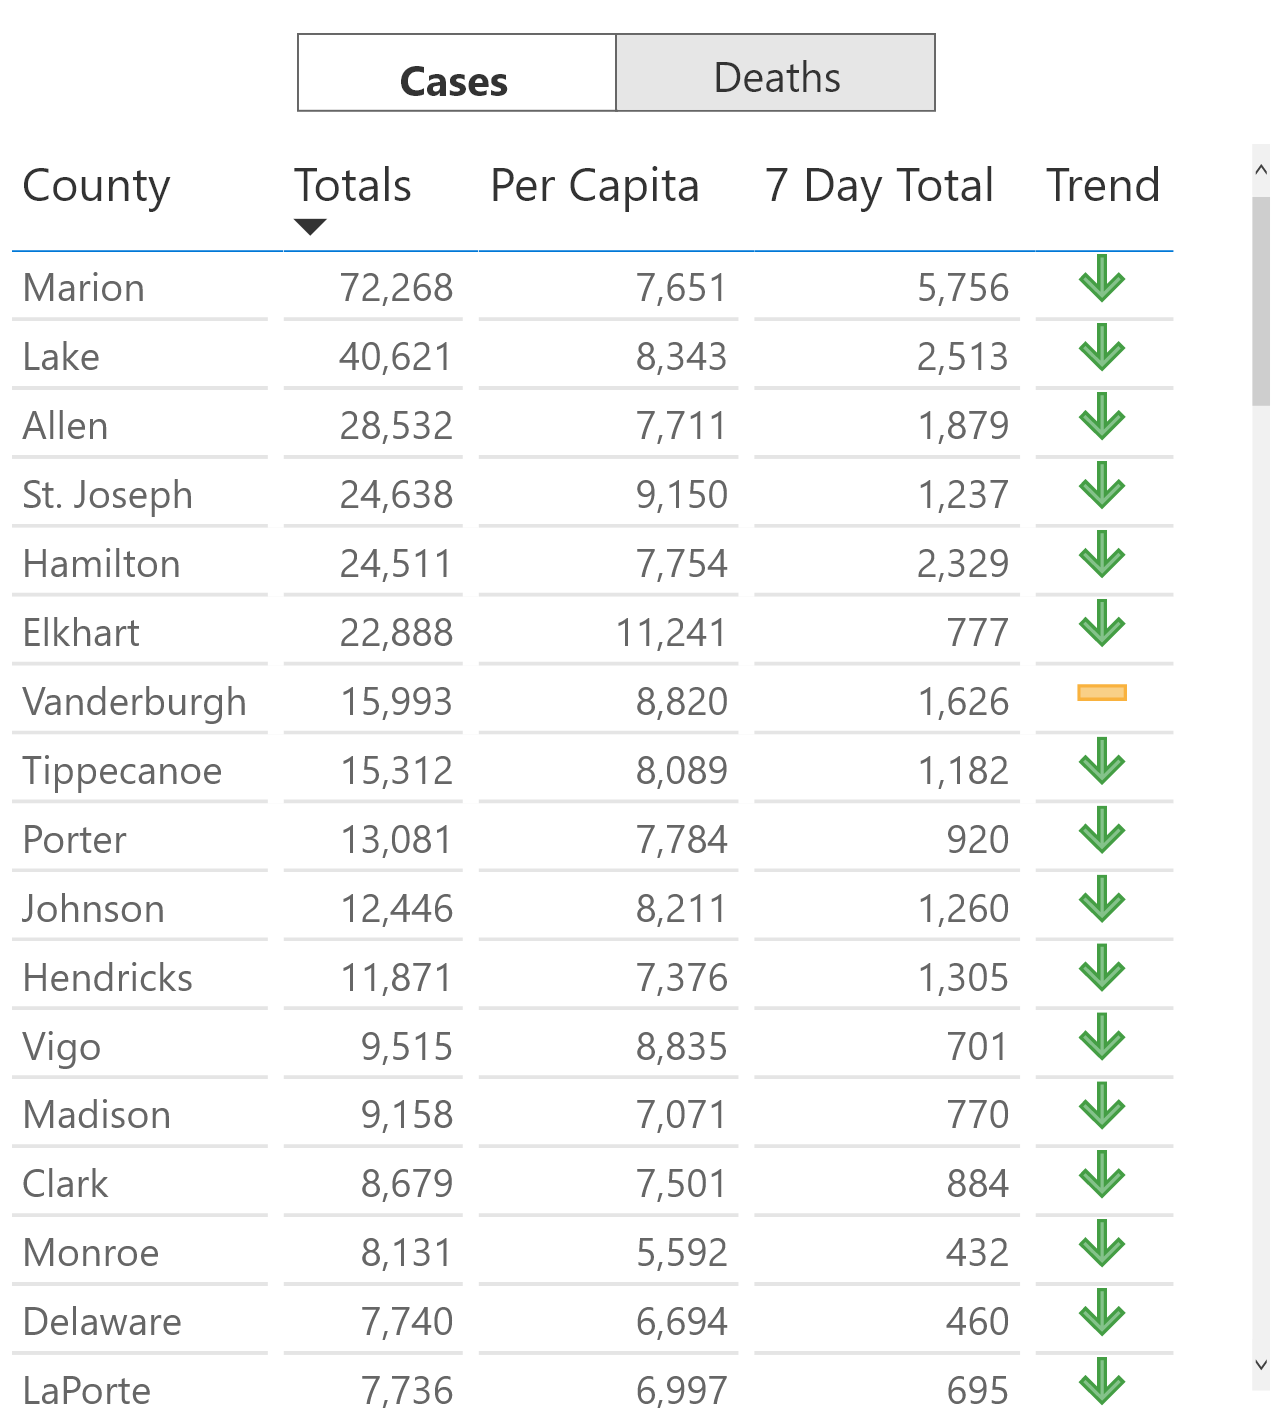 Cases Deaths
County Totals Per Capita 7 Day Total Trend
Marion 72,268 7,651 5,756
Lake 40,621 8,343 2,513
Allen 28,532 7,711 1,879
St. Joseph 24,638 9,150 1,237
Hamilton 24,511 7,754 2,329
Elkhart 22,888 11,241 777
Vanderburgh 15,993 8,820 1,626
Tippecanoe 15,312 8,089 1,182
Porter 13,081 7,784 920
Johnson 12,446 8,211 1,260
Hendricks 11,871 7,376 1,305
Vigo 9,515 8,835 701
Madison 9,158 7,071 770
Clark 8,679 7,501 884
Monroe 8,131 5,592 432
Delaware 7,740 6,694 460
LaPorte 7,736 6,997 695